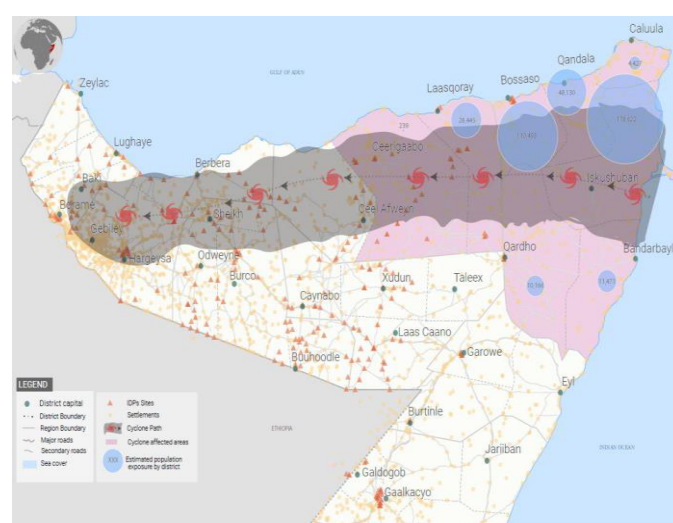 Caluula
Zeylac
GULF OF ADEN
Qandala
Laasqoray
Bossaso
Lughaye
239
Berbera
Ceerigaabo
Baki
Iskushuban
Borame
Sheikh
Ceel Afweyn
Gebiley
Hargeysa
Odweyne
Qardho
Bandarbayla
Burco
Xudun
Taleex
Caynabo
Laas Caano
Garowe
Buuhoodle
Eyl
LEGEND
District capital
District Boundary
Region Boundary
Major roads
Secondary roads
Sea cover
IDPs Sites
Settlements
Cyclone Path
Cyclone affected areas
Estimated population
exposure by district
ETHIOPIA
Burtinle
Jariiban
INDIAN OCEAN
Galdogob
Gaalkacyo